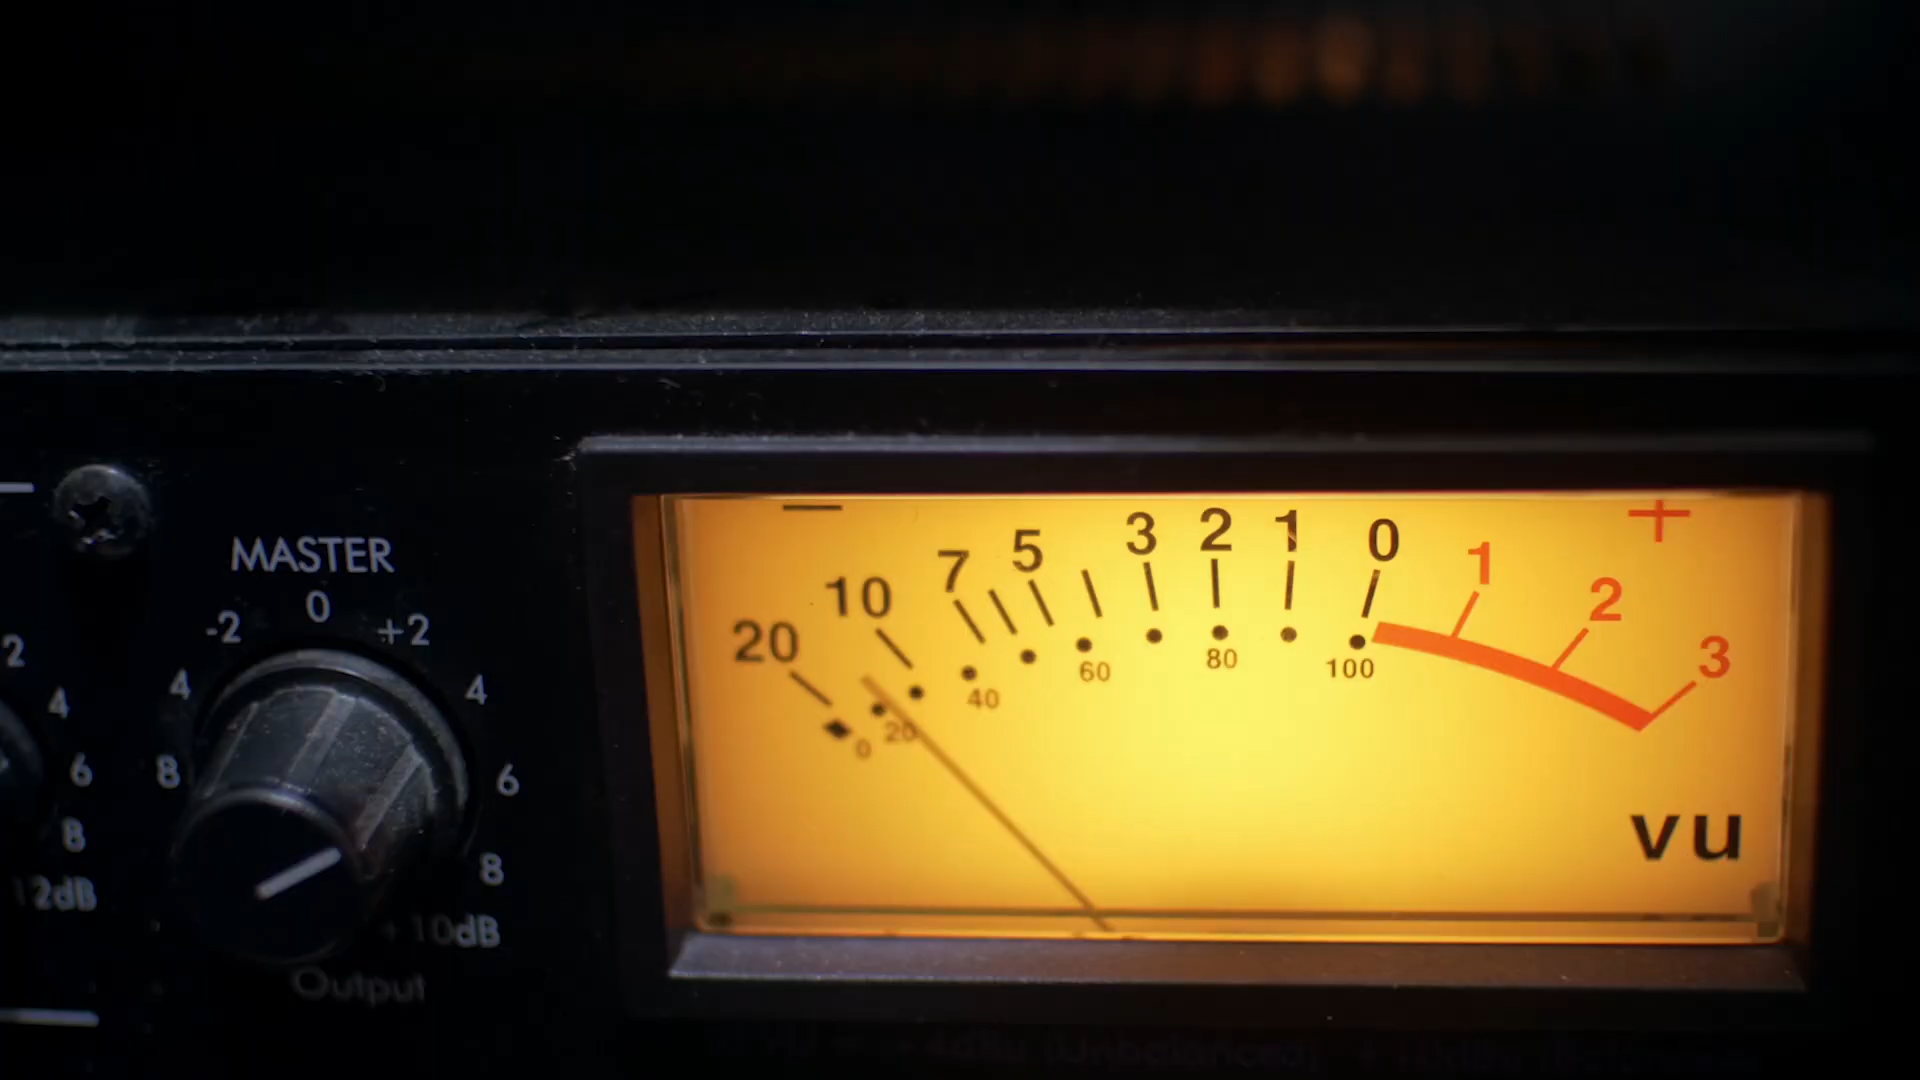 MASTER
-2 0 +2
4 4
8 6
8
+10dB
Output
2
4
6
8
12dB
− +
20 10 7 5 3 2 1 0 1 2 3
0 20 40 60 80 100
vu